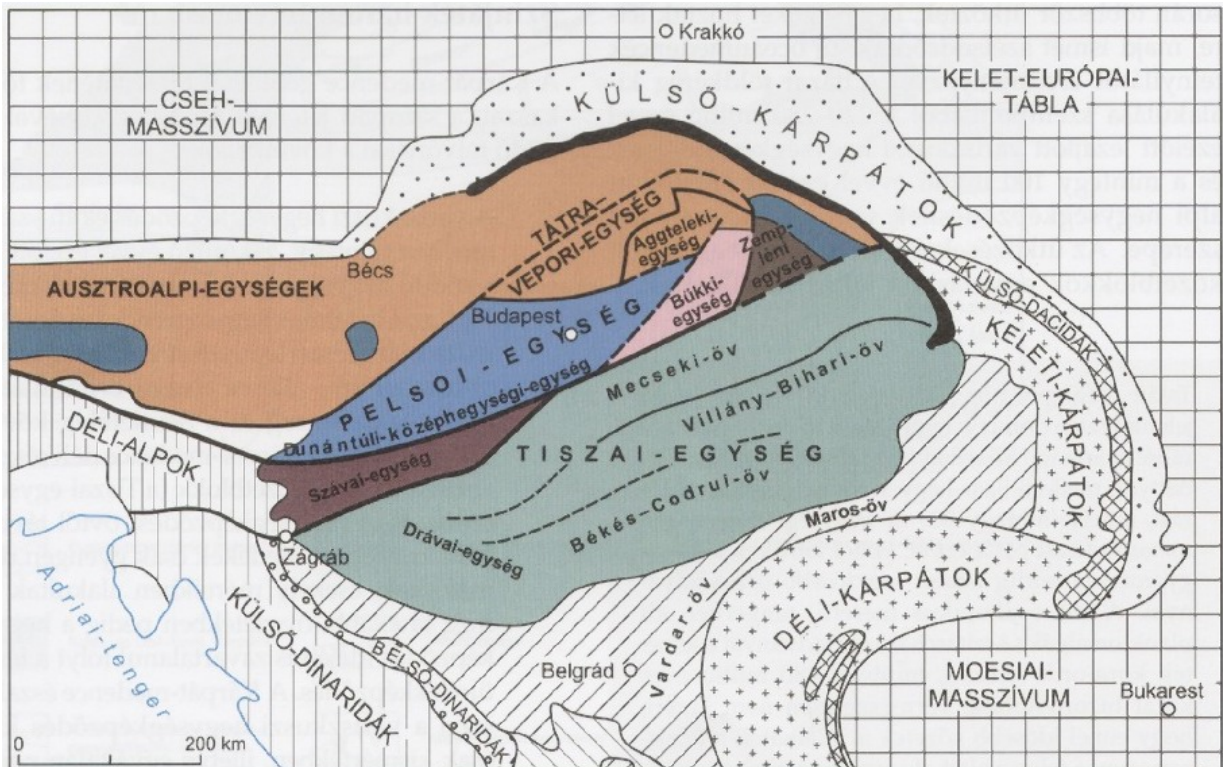 Krakkó
CSEH-
MASSZÍVUM
KELET-EURÓPAI-
TÁBLA
KÜLSŐ KÁRPÁTOK
TÁTRA-
VEPORI-EGYSÉG
Aggteleki-
egység
Zemp-
léni
egység
Bükki-
egység
Bécs
AUSZTROALPI-EGYSÉGEK
Budapest
PELSOI-EGYSÉG
Dunántúli-középhegységi-egység
KÜLSŐ-DACIDÁK
KELETI-KÁRPÁTOK
Mecseki-öv
Villány–Bihari-öv
TISZAI-EGYSÉG
DÉLI-ALPOK
Szávai-egység
Békés–Codrui-öv
Drávai-egység
Maros-öv
Zágráb
Adriai-tenger
KÜLSŐ-DINARIDÁK
BELSŐ-DINARIDÁK
Vardar-öv
DÉLI-KÁRPÁTOK
Belgrád
MOESIAI-
MASSZÍVUM
Bukarest
0 200 km